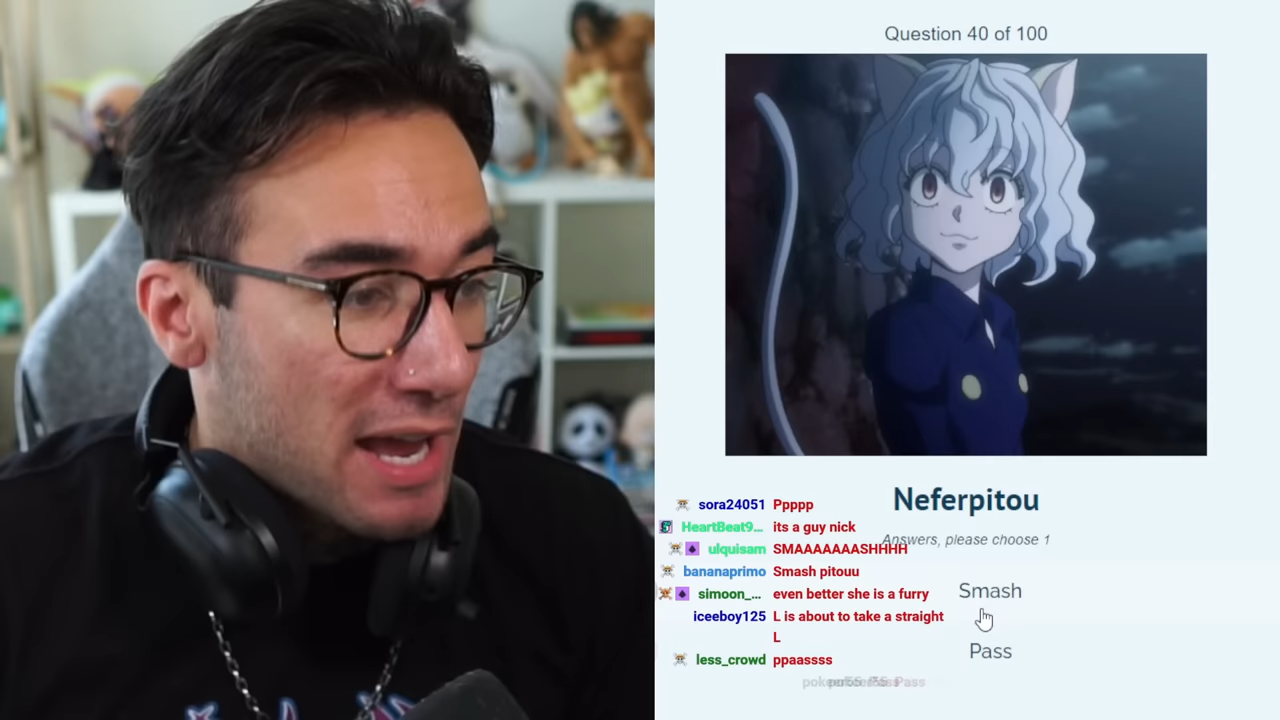 Question 40 of 100
Neferpitou
Answers, please choose 1
Smash
Pass
sora24051 Ppppp
HeartBeat9... its a guy nick
ulquisam SMAAAAAAASHHHH
bananaprimo Smash pitouu
simoon_... even better she is a furry
iceeboy125 L is about to take a straight
L
less_crowd ppaassss